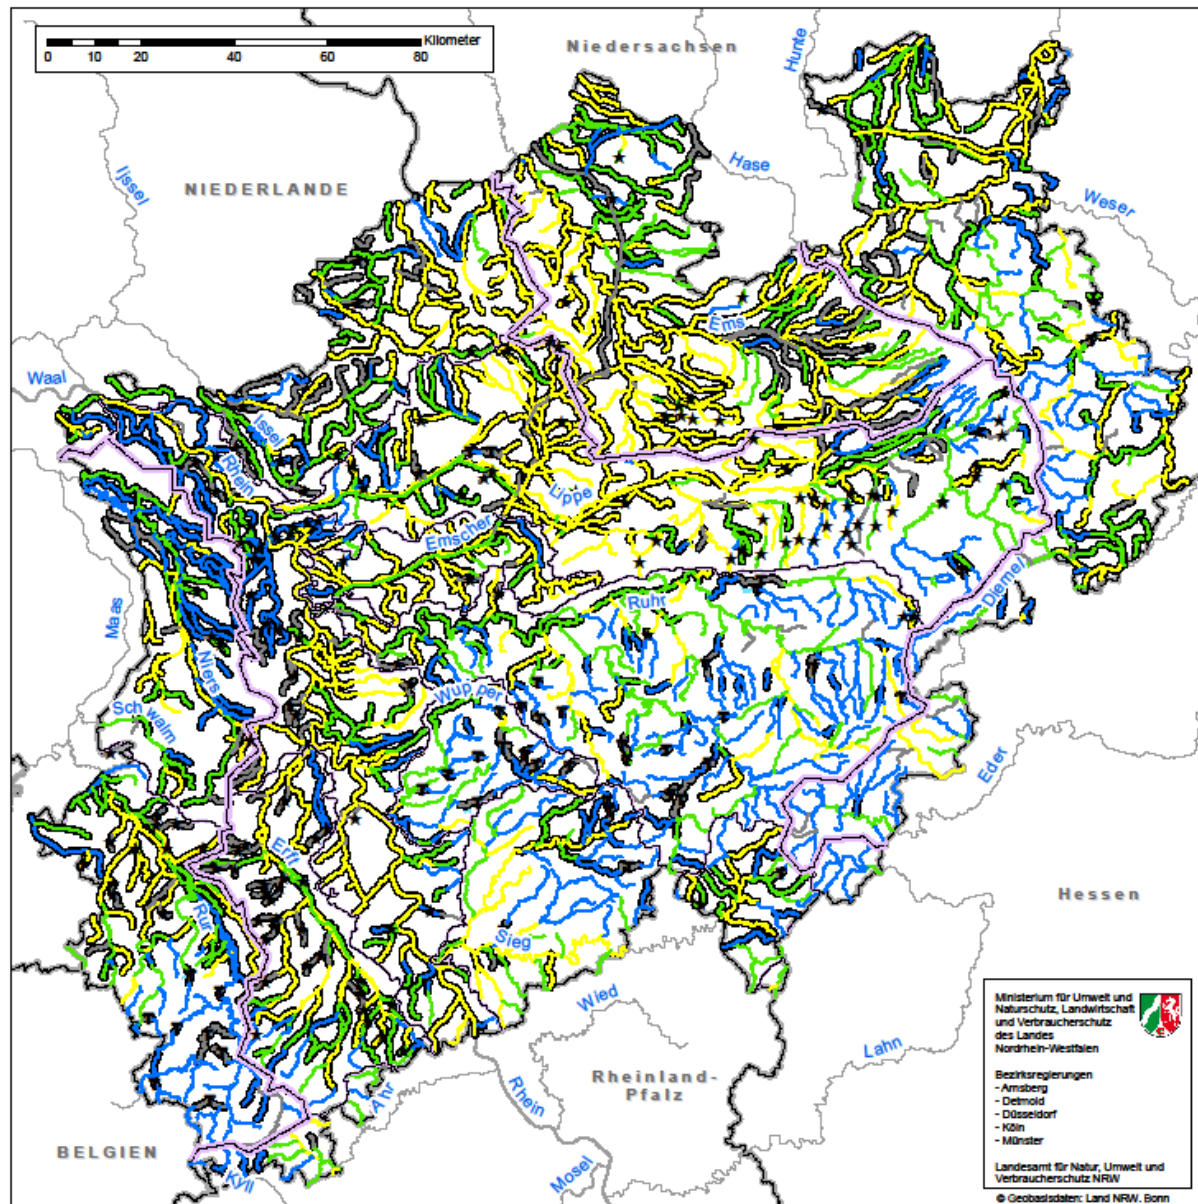 Kilometer
0 10 20 40 60 80
Niedersachsen
Hunte
Hase
NIEDERLANDE
Ijssel
Weser
Ems
Waal
Issel
Rhein
Lippe
Emscher
Maas
Ruhr
Diemel
Niers
Wupper
Schwalm
Eder
Erft
Rur
Hessen
Sieg
Wied
Lahn
Rheinland-
Pfalz
Rhein
Ahr
BELGIEN
Kyll
Mosel
Ministerium für Umwelt und
Naturschutz, Landwirtschaft
und Verbraucherschutz
des Landes
Nordrhein-Westfalen
Bezirksregierungen
- Arnsberg
- Detmold
- Düsseldorf
- Köln
- Münster
Landesamt für Natur, Umwelt und
Verbraucherschutz NRW
© Geobasisdaten: Land NRW, Bonn